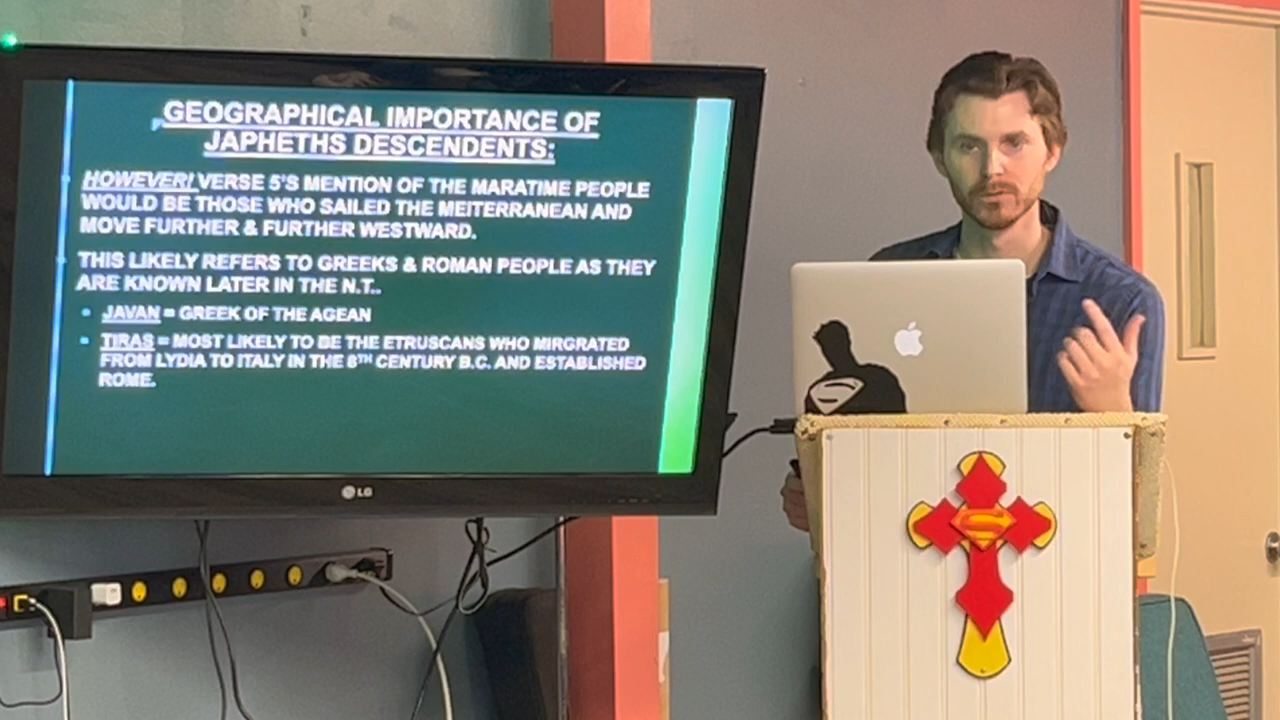 GEOGRAPHICAL IMPORTANCE OF
JAPHETHS DESCENDENTS:
HOWEVER! VERSE 5'S MENTION OF THE MARATIME PEOPLE
WOULD BE THOSE WHO SAILED THE MEITERRANEAN AND
MOVE FURTHER & FURTHER WESTWARD.
THIS LIKELY REFERS TO GREEKS & ROMAN PEOPLE AS THEY
ARE KNOWN LATER IN THE N.T..
• JAVAN = GREEK OF THE AGEAN
• TIRAS = MOST LIKELY TO BE THE ETRUSCANS WHO MIRGRATED
FROM LYDIA TO ITALY IN THE 8TH CENTURY B.C. AND ESTABLISHED
ROME.
LG
S
S